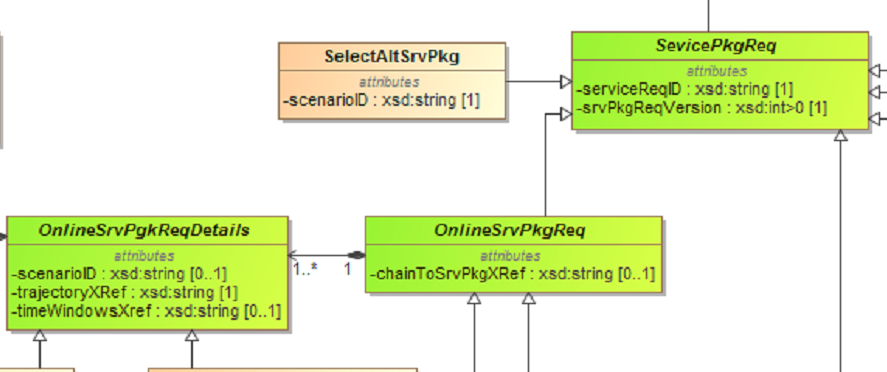 SelectAltSrvPkg
attributes
-scenarioID : xsd:string [1]
SevicePkgReq
attributes
-serviceReqID : xsd:string [1]
-srvPkgReqVersion : xsd:int>0 [1]
OnlineSrvPgkReqDetails
attributes
-scenarioID : xsd:string [0..1]
-trajectoryXRef : xsd:string [1]
-timeWindowsXref : xsd:string [0..1]
1..*
1
OnlineSrvPkgReq
attributes
-chainToSrvPkgXRef : xsd:string [0..1]